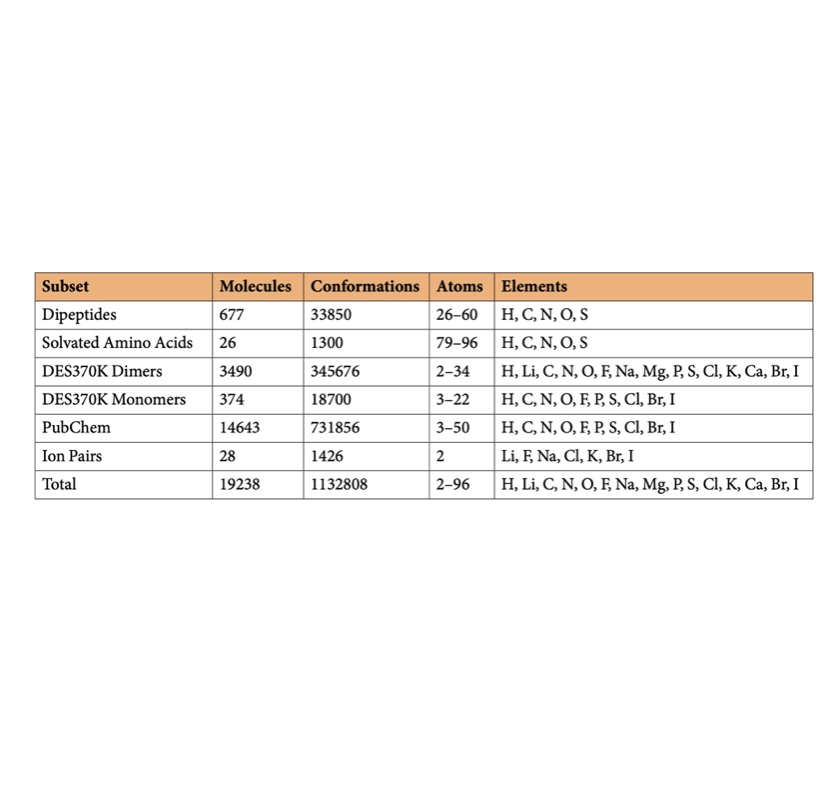 Subset Molecules Conformations Atoms Elements
Dipeptides 677 33850 26–60 H, C, N, O, S
Solvated Amino Acids 26 1300 79–96 H, C, N, O, S
DES370K Dimers 3490 345676 2–34 H, Li, C, N, O, F, Na, Mg, P, S, Cl, K, Ca, Br, I
DES370K Monomers 374 18700 3–22 H, C, N, O, F, P, S, Cl, Br, I
PubChem 14643 731856 3–50 H, C, N, O, F, P, S, Cl, Br, I
Ion Pairs 28 1426 2 Li, F, Na, Cl, K, Br, I
Total 19238 1132808 2–96 H, Li, C, N, O, F, Na, Mg, P, S, Cl, K, Ca, Br, I